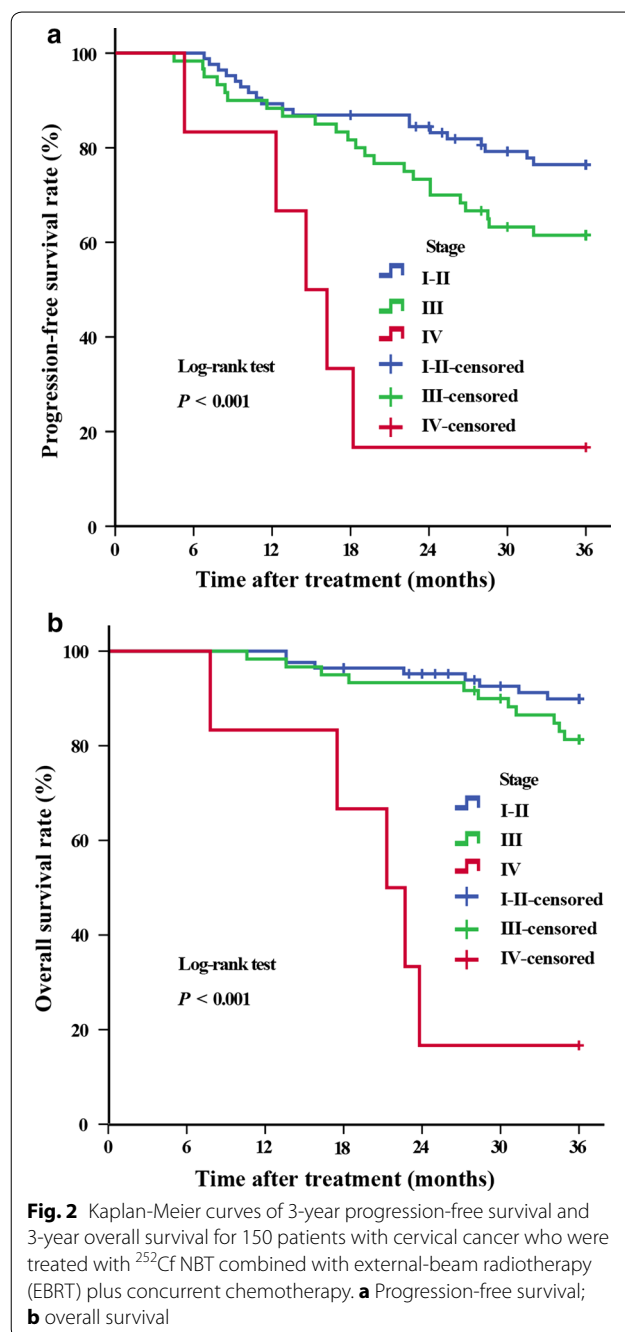 a
100
80
60
40
20
0
Progression-free survival rate (%)
Stage
I-II
III
IV
I-II-censored
III-censored
IV-censored
Log-rank test
P < 0.001
0 6 12 18 24 30 36
Time after treatment (months)
b
100
80
60
40
20
0
Overall survival rate (%)
Stage
I-II
III
IV
I-II-censored
III-censored
IV-censored
Log-rank test
P < 0.001
0 6 12 18 24 30 36
Time after treatment (months)
Fig. 2 Kaplan-Meier curves of 3-year progression-free survival and
3-year overall survival for 150 patients with cervical cancer who were
treated with ²⁵²Cf NBT combined with external-beam radiotherapy
(EBRT) plus concurrent chemotherapy. a Progression-free survival;
b overall survival